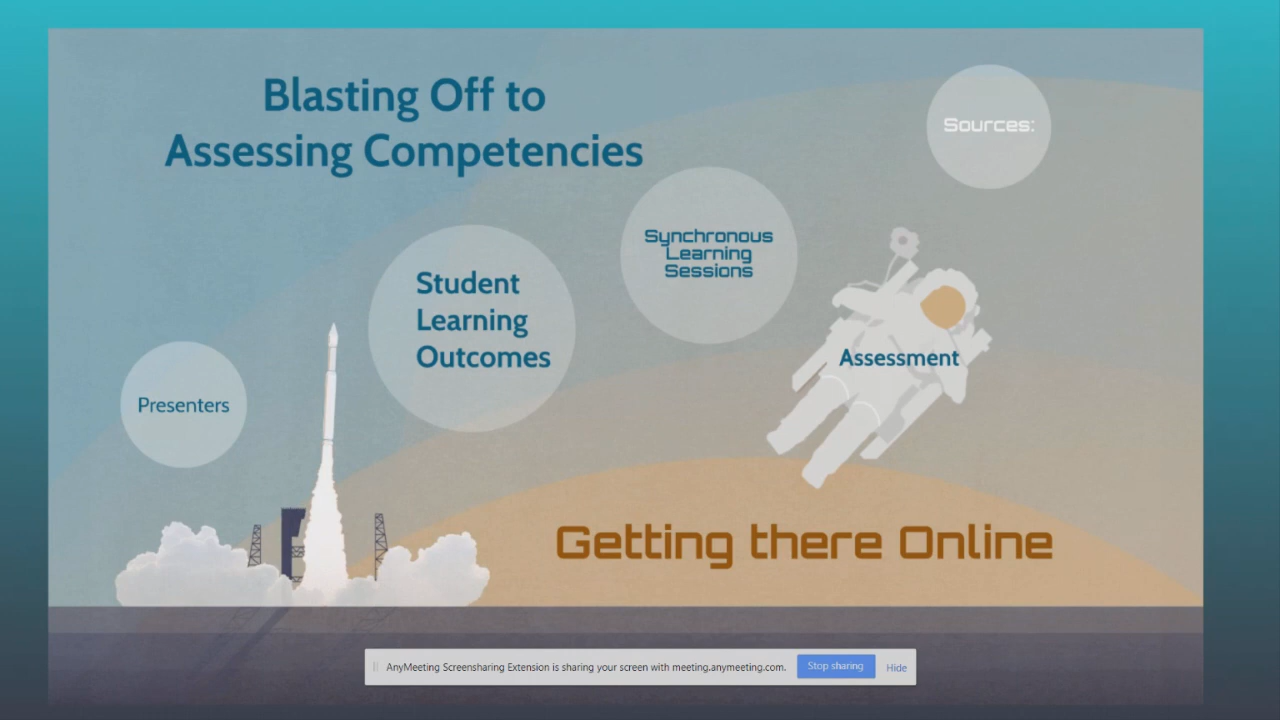 Blasting Off to
Assessing Competencies
Sources:
Synchronous
Learning
Sessions
Student
Learning
Outcomes
Assessment
Presenters
Getting there Online
AnyMeeting Screensharing Extension is sharing your screen with meeting.anymeeting.com.
Stop sharing
Hide